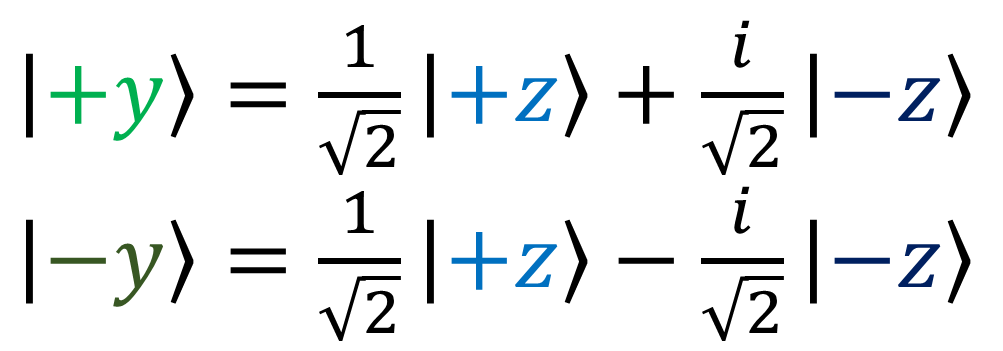 |+y⟩ = 1/√2 |+z⟩ + i/√2 |−z⟩
|−y⟩ = 1/√2 |+z⟩ − i/√2 |−z⟩